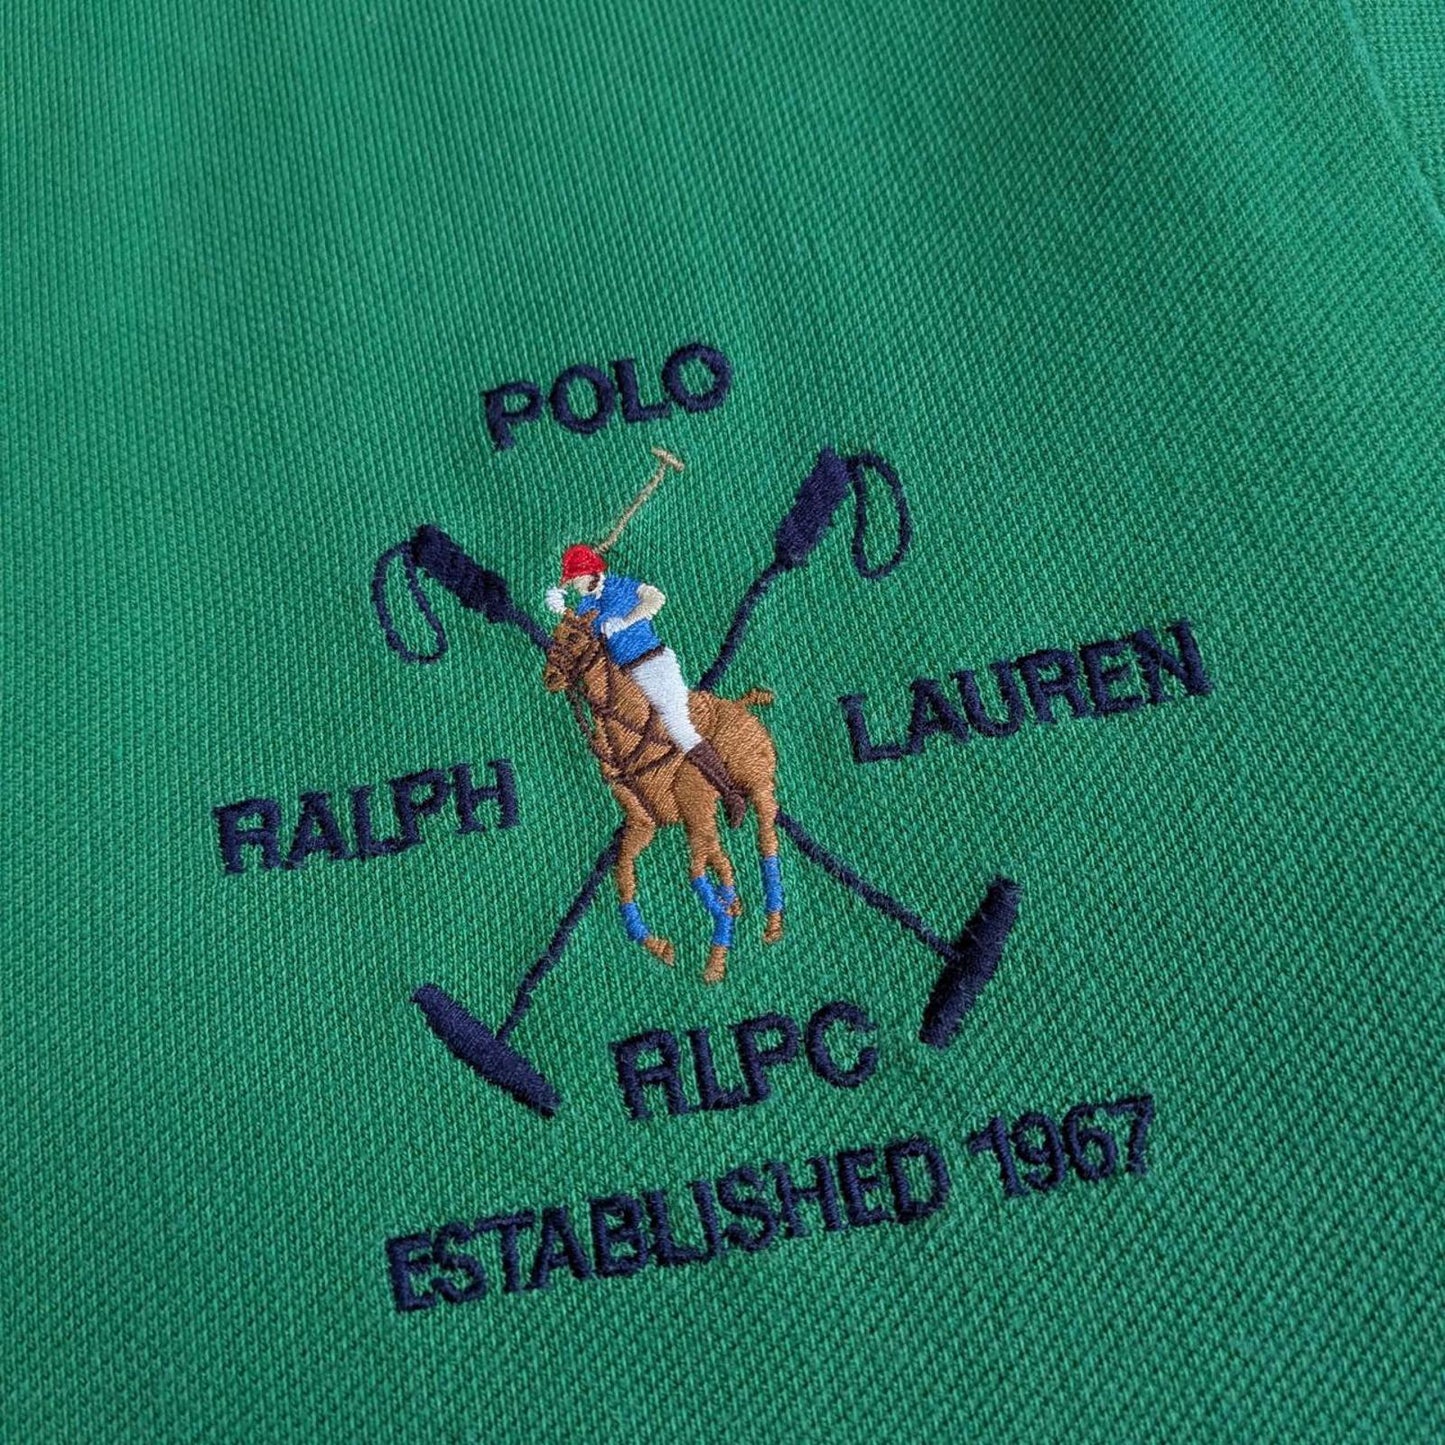 POLO
RALPH LAUREN
RLPC
ESTABLISHED 1967